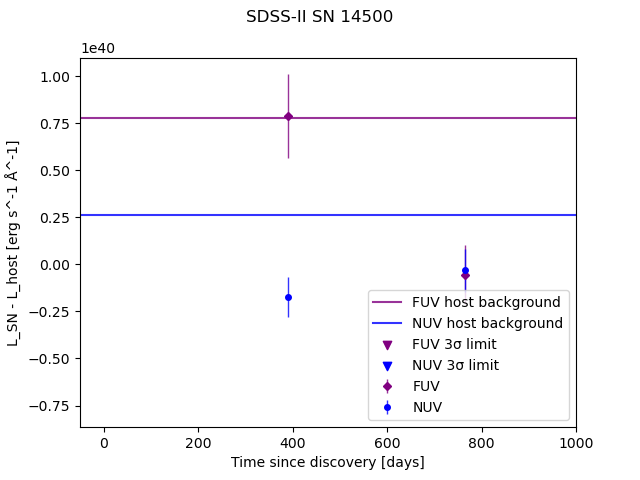 SDSS-II SN 14500
1e40
1.00
0.75
0.50
0.25
0.00
−0.25
−0.50
−0.75
L_SN - L_host [erg s^-1 Å^-1]
FUV host background
NUV host background
FUV 3σ limit
NUV 3σ limit
FUV
NUV
0 200 400 600 800 1000
Time since discovery [days]